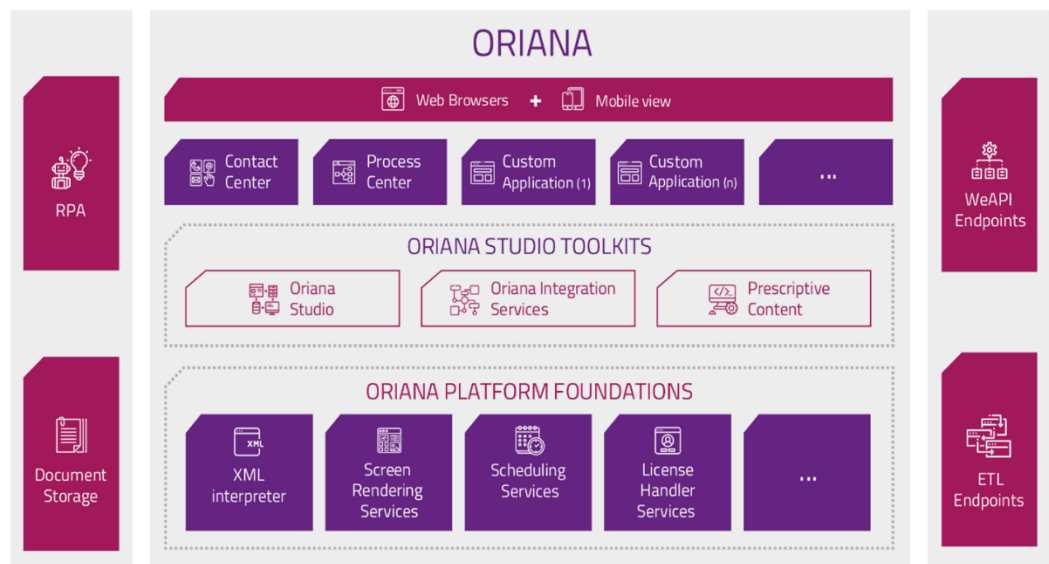 ORIANA
Web Browsers + Mobile view
RPA
Document
Storage
Contact
Center
Process
Center
Custom
Application (1)
Custom
Application (n)
...
ORIANA STUDIO TOOLKITS
Oriana
Studio
Oriana Integration
Services
Prescriptive
Content
ORIANA PLATFORM FOUNDATIONS
XML
XML
interpreter
Screen
Rendering
Services
Scheduling
Services
License
Handler
Services
...
WeAPI
Endpoints
ETL
Endpoints